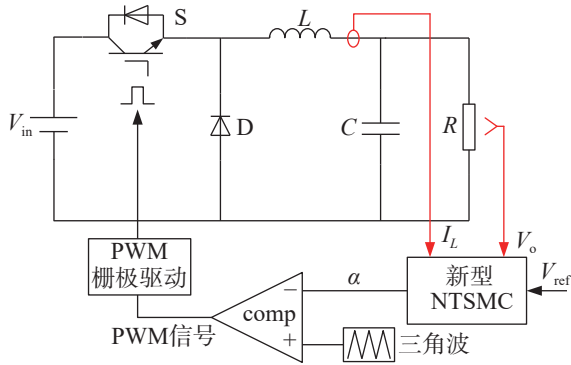 S
L
V_in
D
C
R
I_L
V_o
PWM
栅极驱动
新型
NTSMC
V_ref
α
−
comp
+
PWM信号
三角波